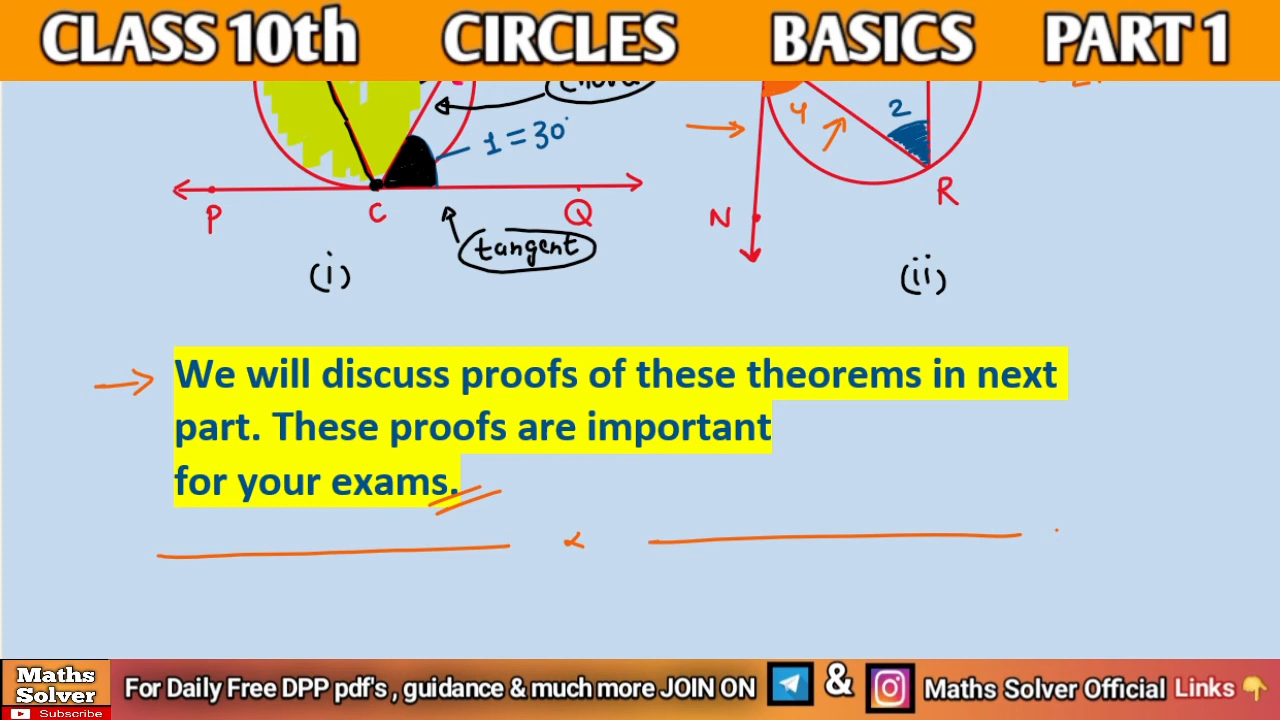 CLASS 10th CIRCLES BASICS PART 1
1 = 30°
4
2
P
C
Q
N
R
tangent
(i)
(ii)
We will discuss proofs of these theorems in next
part. These proofs are important
for your exams.
Maths
Solver
Subscribe
For Daily Free DPP pdf's , guidance & much more JOIN ON & Maths Solver Official Links